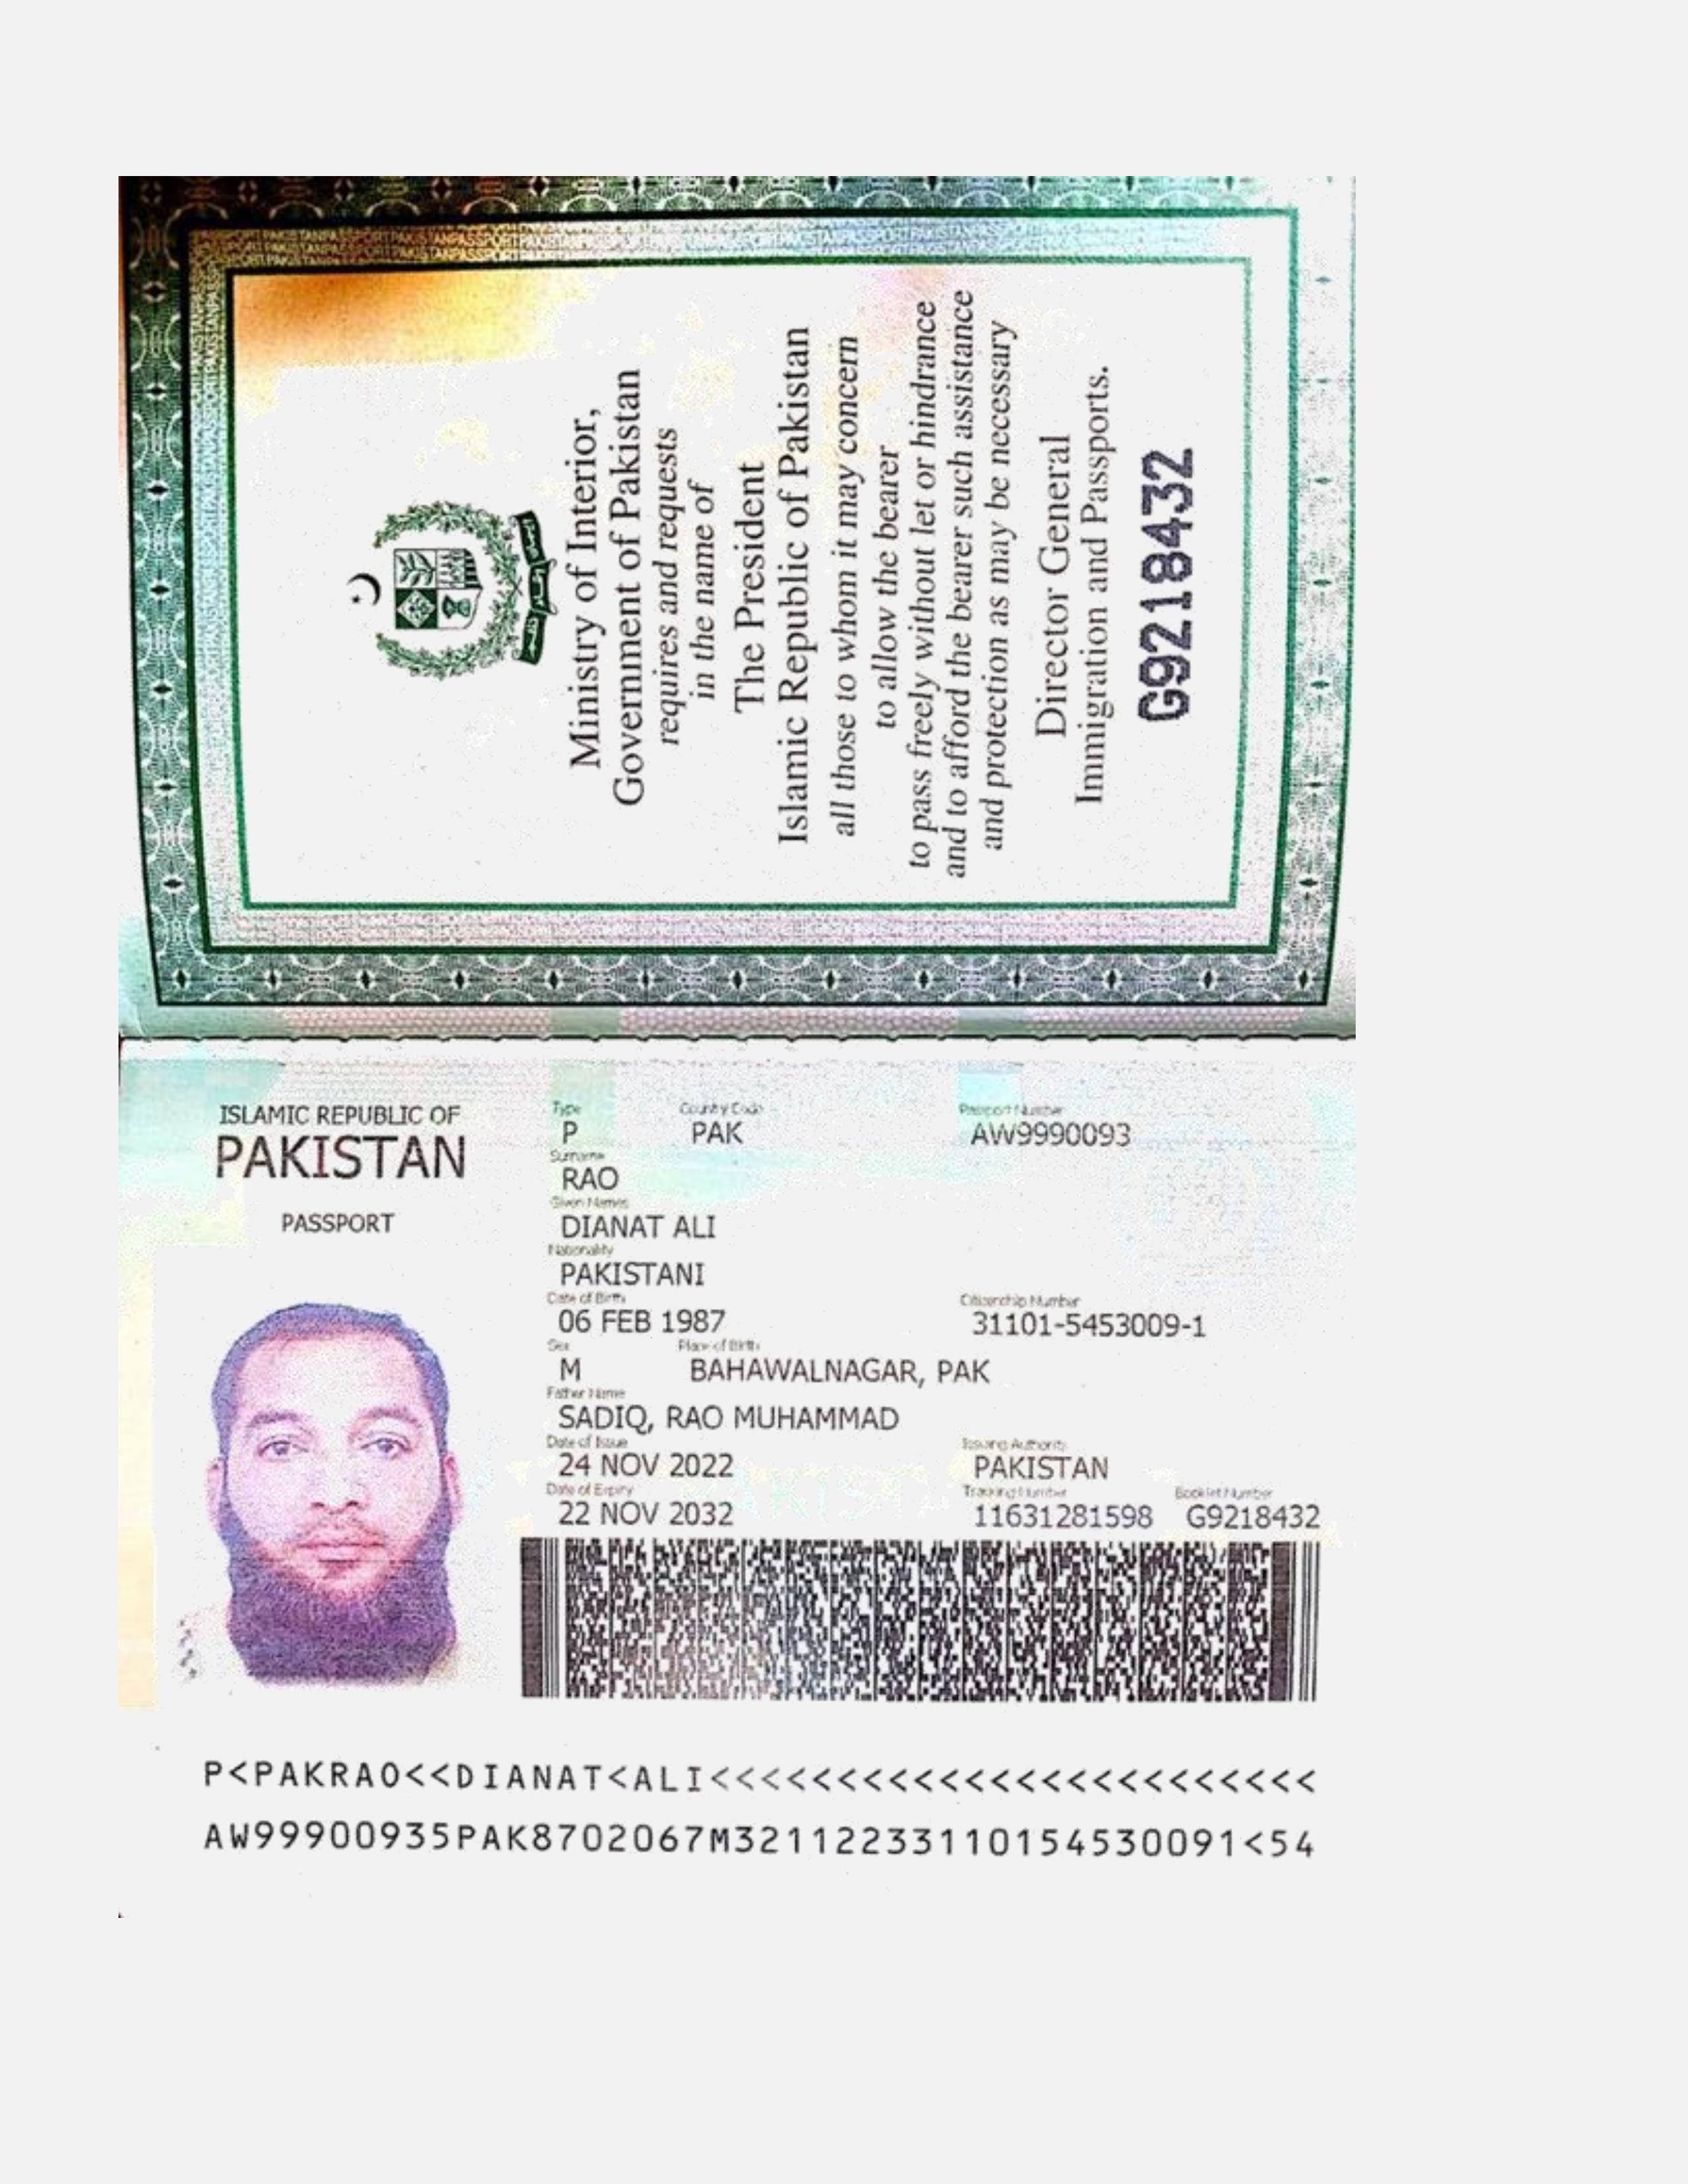 Ministry of Interior,
Government of Pakistan
requires and requests
in the name of
The President
Islamic Republic of Pakistan
all those to whom it may concern
to allow the bearer
to pass freely without let or hindrance
and to afford the bearer such assistance
and protection as may be necessary
Director General
Immigration and Passports.
G9218432
ISLAMIC REPUBLIC OF
PAKISTAN
PASSPORT
Type Country Code Passport Number
P PAK AW9990093
Surname
RAO
Given Names
DIANAT ALI
Nationality
PAKISTANI
Date of Birth Citizenship Number
06 FEB 1987 31101-5453009-1
Sex Place of Birth
M BAHAWALNAGAR, PAK
Father Name
SADIQ, RAO MUHAMMAD
Date of Issue Issuing Authority
24 NOV 2022 PAKISTAN
Date of Expiry Tracking Number Booklet Number
22 NOV 2032 11631281598 G9218432
P<PAKRAO<<DIANAT<ALI<<<<<<<<<<<<<<<<<<<<<<<<
AW99900935PAK8702067M32112233110154530091<54